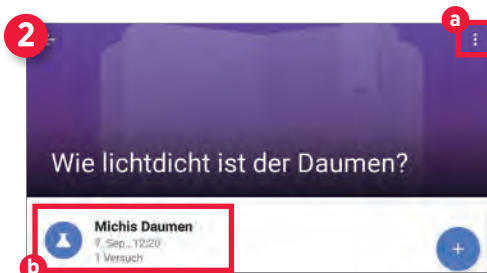 2
a
Wie lichtdicht ist der Daumen?
Michis Daumen
7. Sep., 12:20
1 Versuch
b